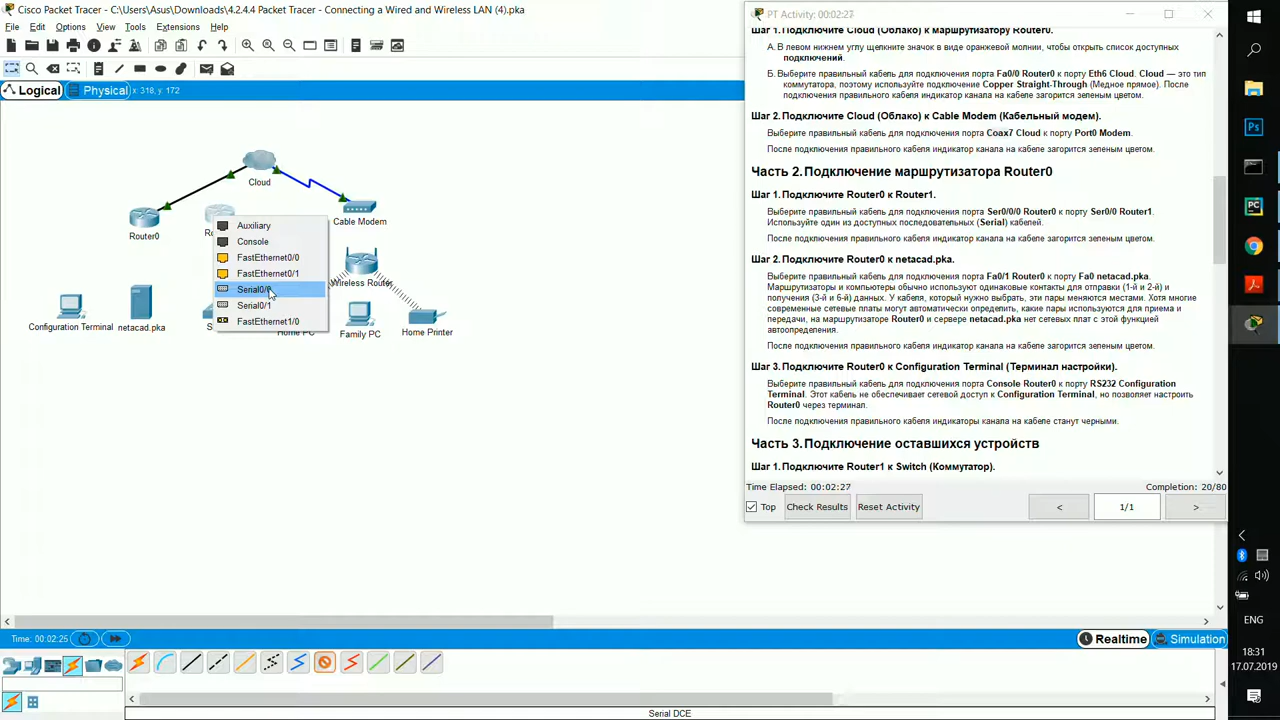 Cisco Packet Tracer - C:\Users\Asus\Downloads\4.2.4.4 Packet Tracer - Connecting a Wired and Wireless LAN (4).pka
File Edit Options View Tools Extensions Help
Logical Physical x: 318, y: 172
Cloud
Router0
Cable Modem
Auxiliary
Console
FastEthernet0/0
FastEthernet0/1
Serial0/0
Serial0/1
FastEthernet1/0
Wireless Router
Configuration Terminal
netacad.pka
Home PC
Family PC
Home Printer
PT Activity: 00:02:27
Шаг 1. Подключите Cloud (Облако) к маршрутизатору Router0.
А. В левом нижнем углу щелкните значок в виде оранжевой молнии, чтобы открыть список доступных
подключений.
Б. Выберите правильный кабель для подключения порта Fa0/0 Router0 к порту Eth6 Cloud. Cloud — это тип
коммутатора, поэтому используйте подключение Copper Straight-Through (Медное прямое). После
подключения правильного кабеля индикатор канала на кабеле загорится зеленым цветом.
Шаг 2. Подключите Cloud (Облако) к Cable Modem (Кабельный модем).
Выберите правильный кабель для подключения порта Coax7 Cloud к порту Port0 Modem.
После подключения правильного кабеля индикатор канала на кабеле загорится зеленым цветом.
Часть 2. Подключение маршрутизатора Router0
Шаг 1. Подключите Router0 к Router1.
Выберите правильный кабель для подключения порта Ser0/0/0 Router0 к порту Ser0/0 Router1.
Используйте один из доступных последовательных (Serial) кабелей.
После подключения правильного кабеля индикатор канала на кабеле загорится зеленым цветом.
Шаг 2. Подключите Router0 к netacad.pka.
Выберите правильный кабель для подключения порта Fa0/1 Router0 к порту Fa0 netacad.pka.
Маршрутизаторы и компьютеры обычно используют одинаковые контакты для отправки (1-й и 2-й) и
получения (3-й и 6-й) данных. У кабеля, который нужно выбрать, эти пары меняются местами. Хотя многие
современные сетевые платы могут автоматически определить, какие пары используются для приема и
передачи, на маршрутизаторе Router0 и сервере netacad.pka нет сетевых плат с этой функцией
автоопределения.
После подключения правильного кабеля индикатор канала на кабеле загорится зеленым цветом.
Шаг 3. Подключите Router0 к Configuration Terminal (Терминал настройки).
Выберите правильный кабель для подключения порта Console Router0 к порту RS232 Configuration
Terminal. Этот кабель не обеспечивает сетевой доступ к Configuration Terminal, но позволяет настроить
Router0 через терминал.
После подключения правильного кабеля индикаторы канала на кабеле станут черными.
Часть 3. Подключение оставшихся устройств
Шаг 1. Подключите Router1 к Switch (Коммутатор).
Time Elapsed: 00:02:27 Completion: 20/80
Top Check Results Reset Activity < 1/1 >
Time: 00:02:25
Realtime Simulation
Serial DCE
ENG
18:31
17.07.2019